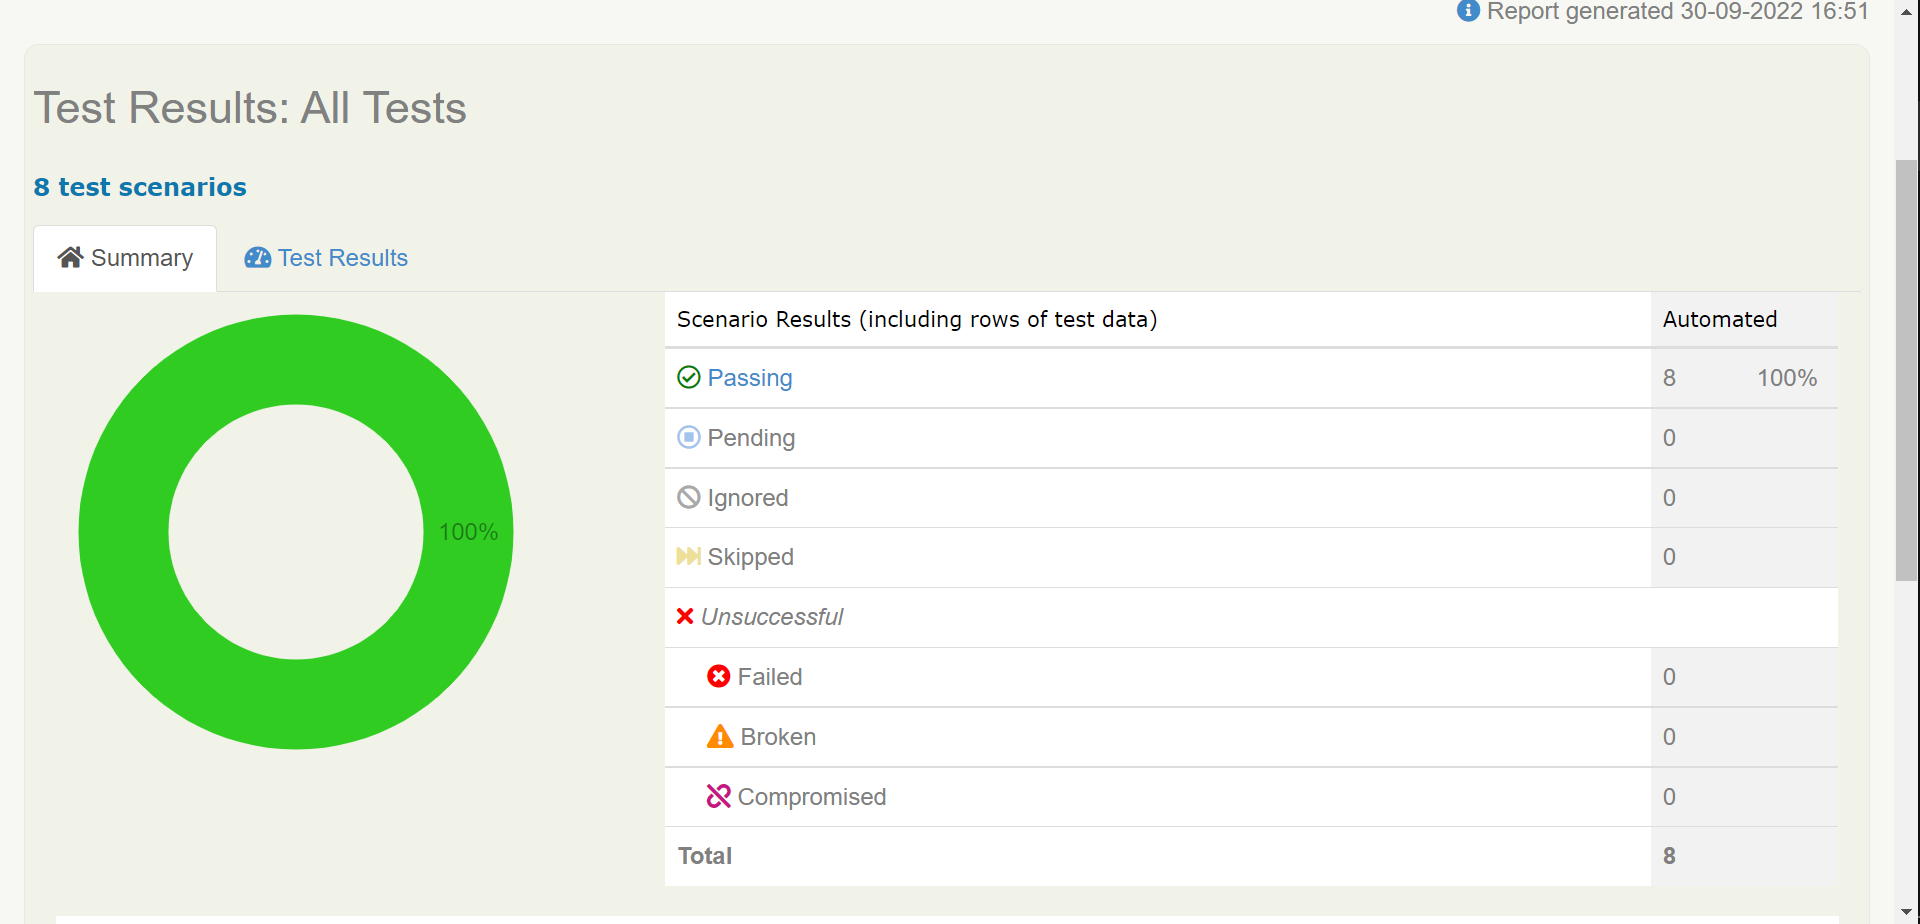 Report generated 30-09-2022 16:51
Test Results: All Tests
8 test scenarios
Summary
Test Results
100%
Scenario Results (including rows of test data) Automated
Passing 8 100%
Pending 0
Ignored 0
Skipped 0
Unsuccessful
Failed 0
Broken 0
Compromised 0
Total 8